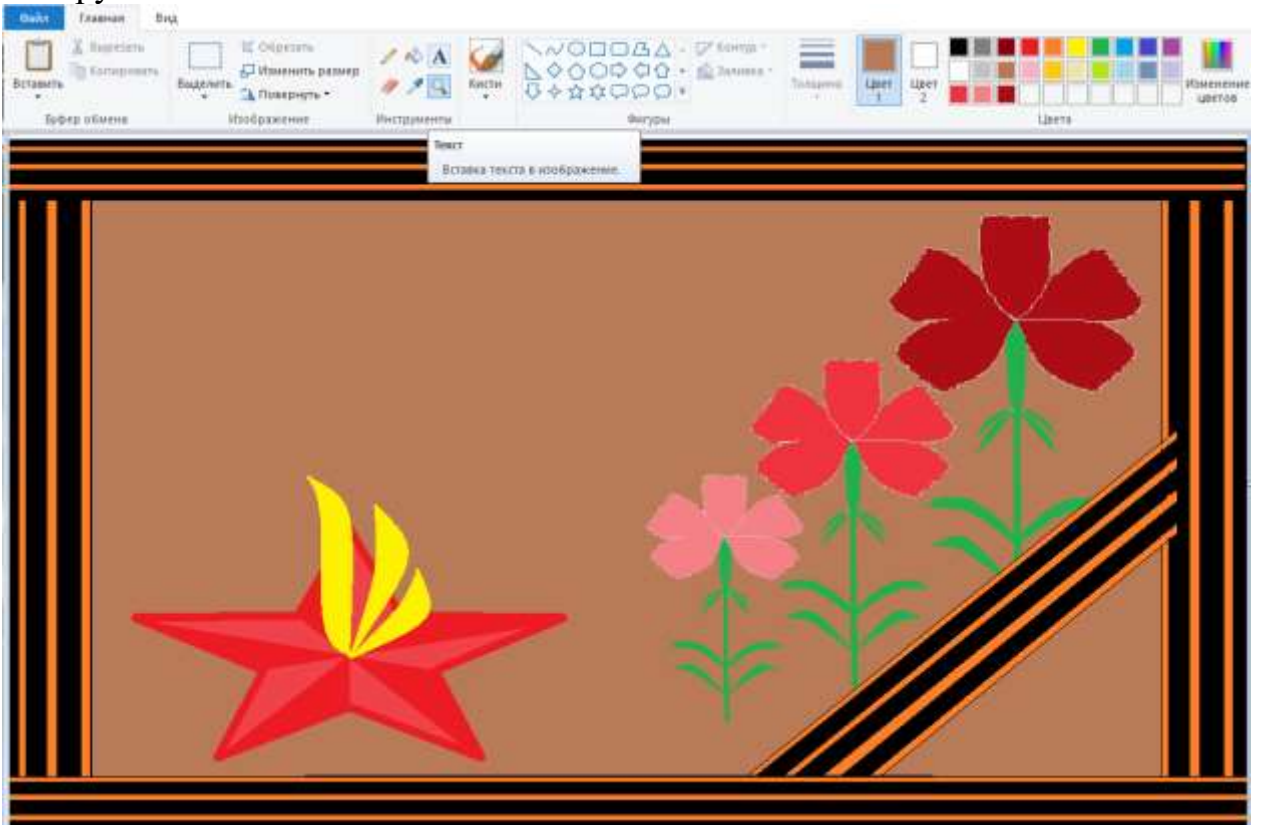 Файл Главная Вид
Вставить
Вырезать
Копировать
Буфер обмена
Выделить
Обрезать
Изменить размер
Повернуть
Изображение
A
Инструменты
Кисти
Фигуры
Контур
Заливка
Толщина
Цвет 1
Цвет 2
Изменение цветов
Цвета
Текст
Вставка текста в изображение.